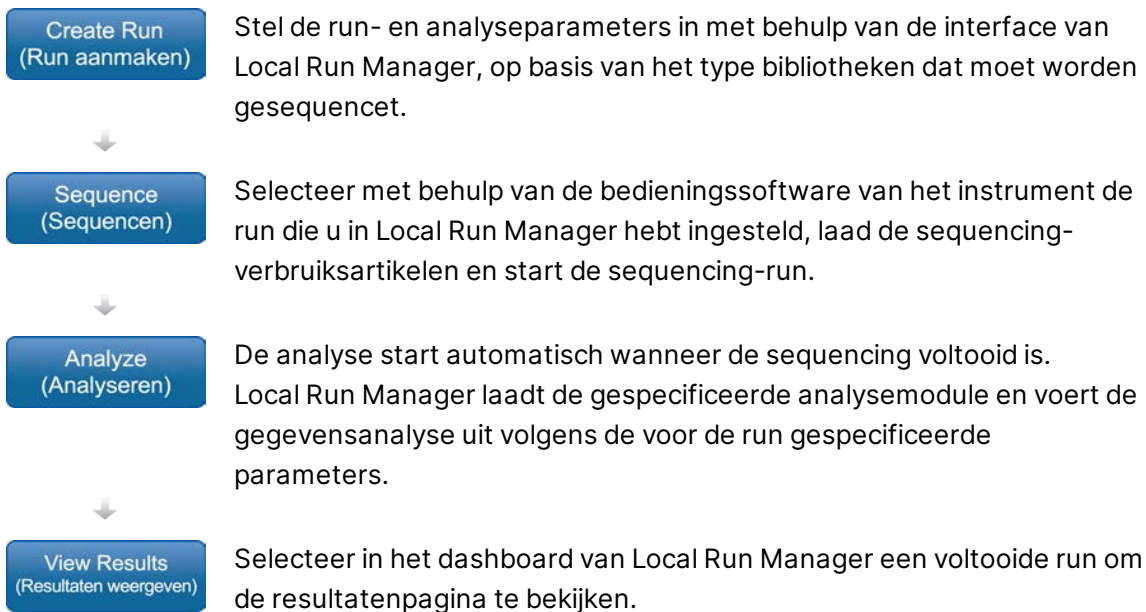 Create Run
(Run aanmaken)
Stel de run- en analyseparameters in met behulp van de interface van
Local Run Manager, op basis van het type bibliotheken dat moet worden
gesequencet.
Sequence
(Sequencen)
Selecteer met behulp van de bedieningssoftware van het instrument de
run die u in Local Run Manager hebt ingesteld, laad de sequencing-
verbruiksartikelen en start de sequencing-run.
Analyze
(Analyseren)
De analyse start automatisch wanneer de sequencing voltooid is.
Local Run Manager laadt de gespecificeerde analysemodule en voert de
gegevensanalyse uit volgens de voor de run gespecificeerde
parameters.
View Results
(Resultaten weergeven)
Selecteer in het dashboard van Local Run Manager een voltooide run om
de resultatenpagina te bekijken.